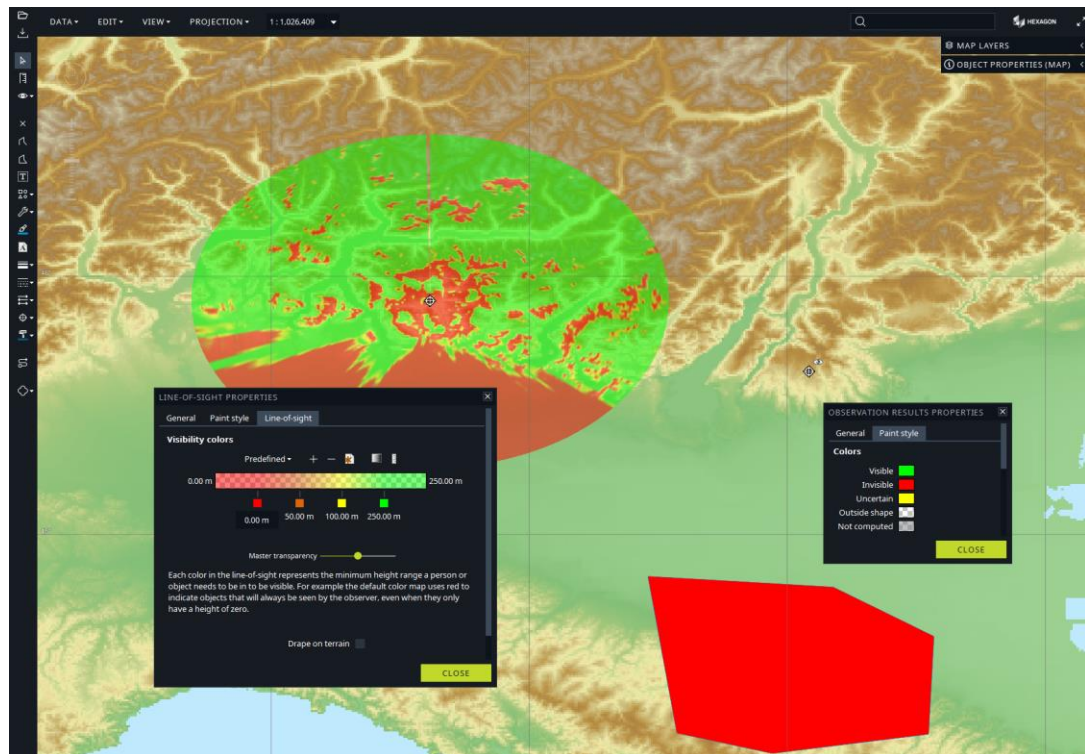 DATA EDIT VIEW PROJECTION 1 : 1,026,409 HEXAGON
MAP LAYERS
OBJECT PROPERTIES (MAP)
LINE-OF-SIGHT PROPERTIES
General Paint style Line-of-sight
Visibility colors
Predefined
0.00 m 250.00 m
0.00 m 50.00 m 100.00 m 250.00 m
Master transparency
Each color in the line-of-sight represents the minimum height range a person or
object needs to be in to be visible. For example the default color map uses red to
indicate objects that will always be seen by the observer, even when they only
have a height of zero.
Drape on terrain
CLOSE
OBSERVATION RESULTS PROPERTIES
General Paint style
Colors
Visible
Invisible
Uncertain
Outside shape
Not computed
CLOSE